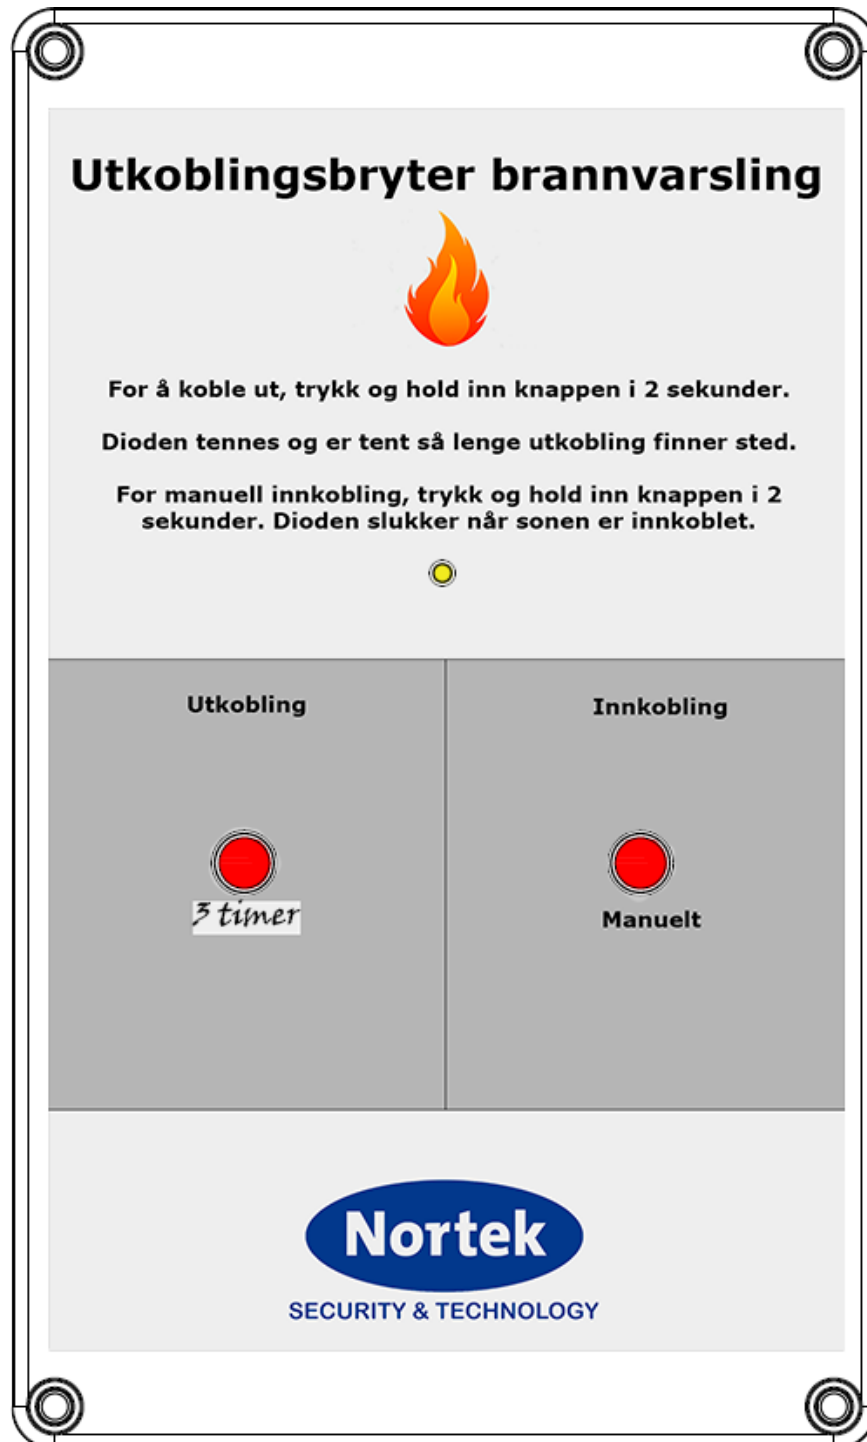 Utkoblingsbryter brannvarsling
For å koble ut, trykk og hold inn knappen i 2 sekunder.
Dioden tennes og er tent så lenge utkobling finner sted.
For manuell innkobling, trykk og hold inn knappen i 2
sekunder. Dioden slukker når sonen er innkoblet.
Utkobling
Innkobling
3 timer
Manuelt
Nortek
SECURITY & TECHNOLOGY